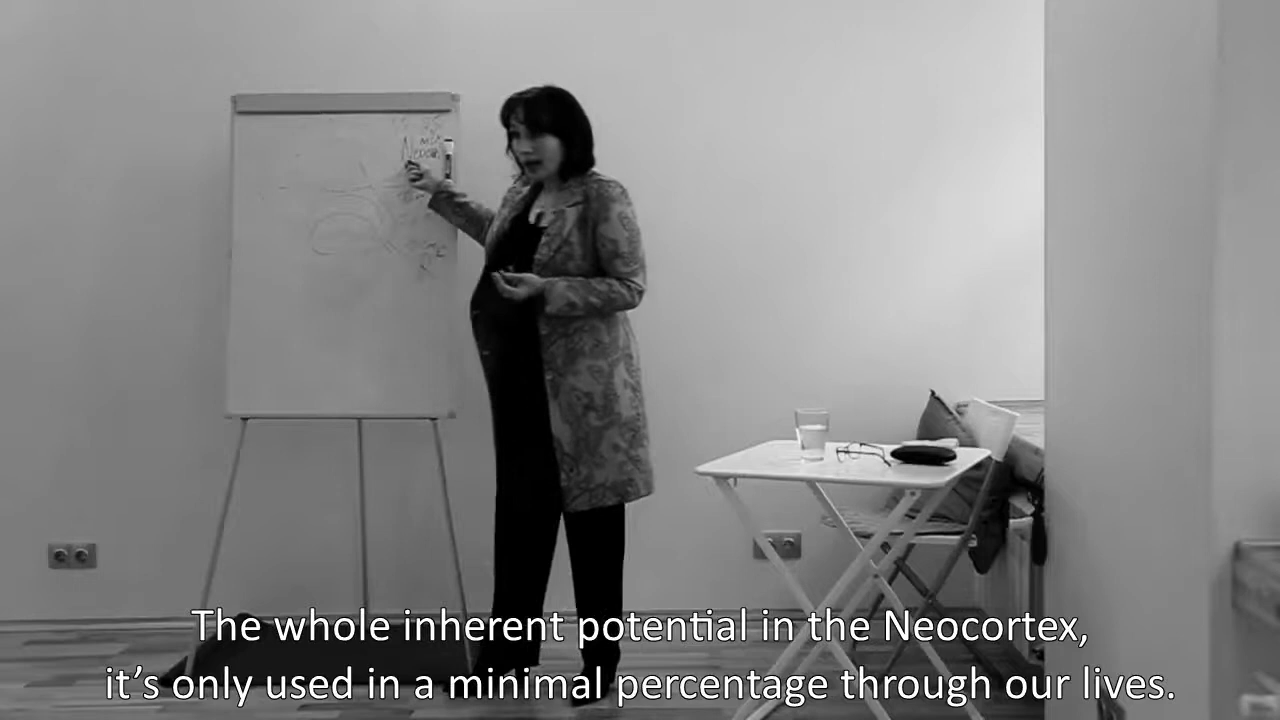 The whole inherent potential in the Neocortex,
it’s only used in a minimal percentage through our lives.